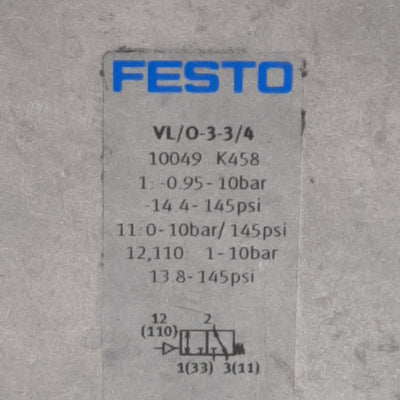 FESTO
VL/O-3-3/4
10049 K458
1: -0.95-10bar
-14.4-145psi
11:0-10bar/145psi
12,110: 1-10bar
13.8-145psi
12 2
(110)
1(33) 3(11)